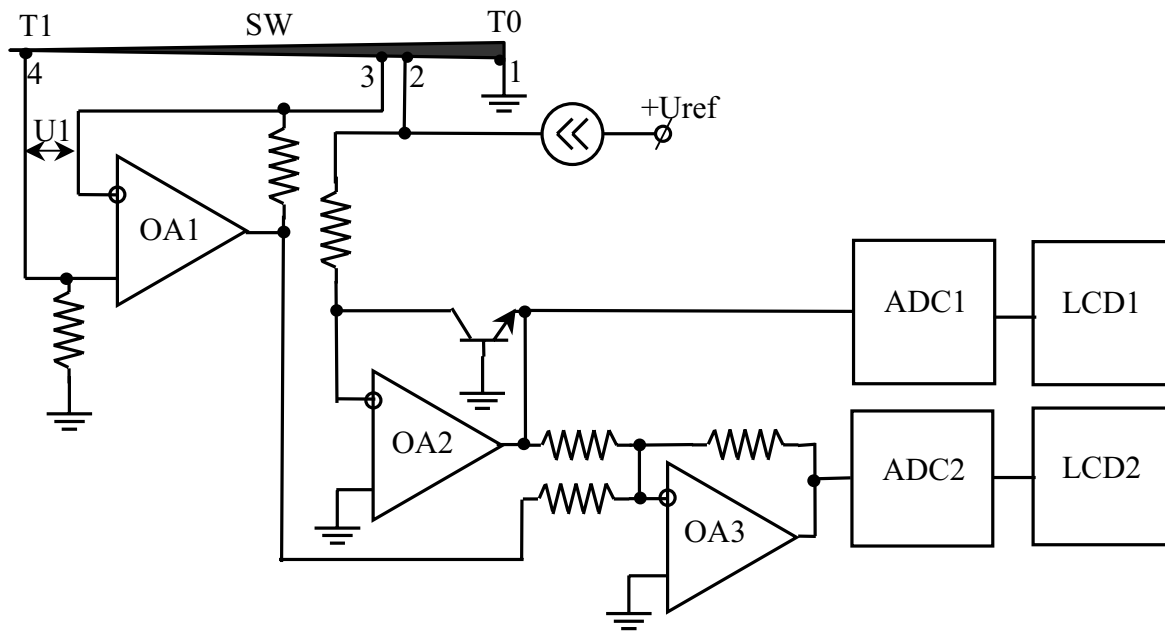 T1 SW T0
4 3 2 1
+Uref
U1
OA1
ADC1 LCD1
OA2
ADC2 LCD2
OA3